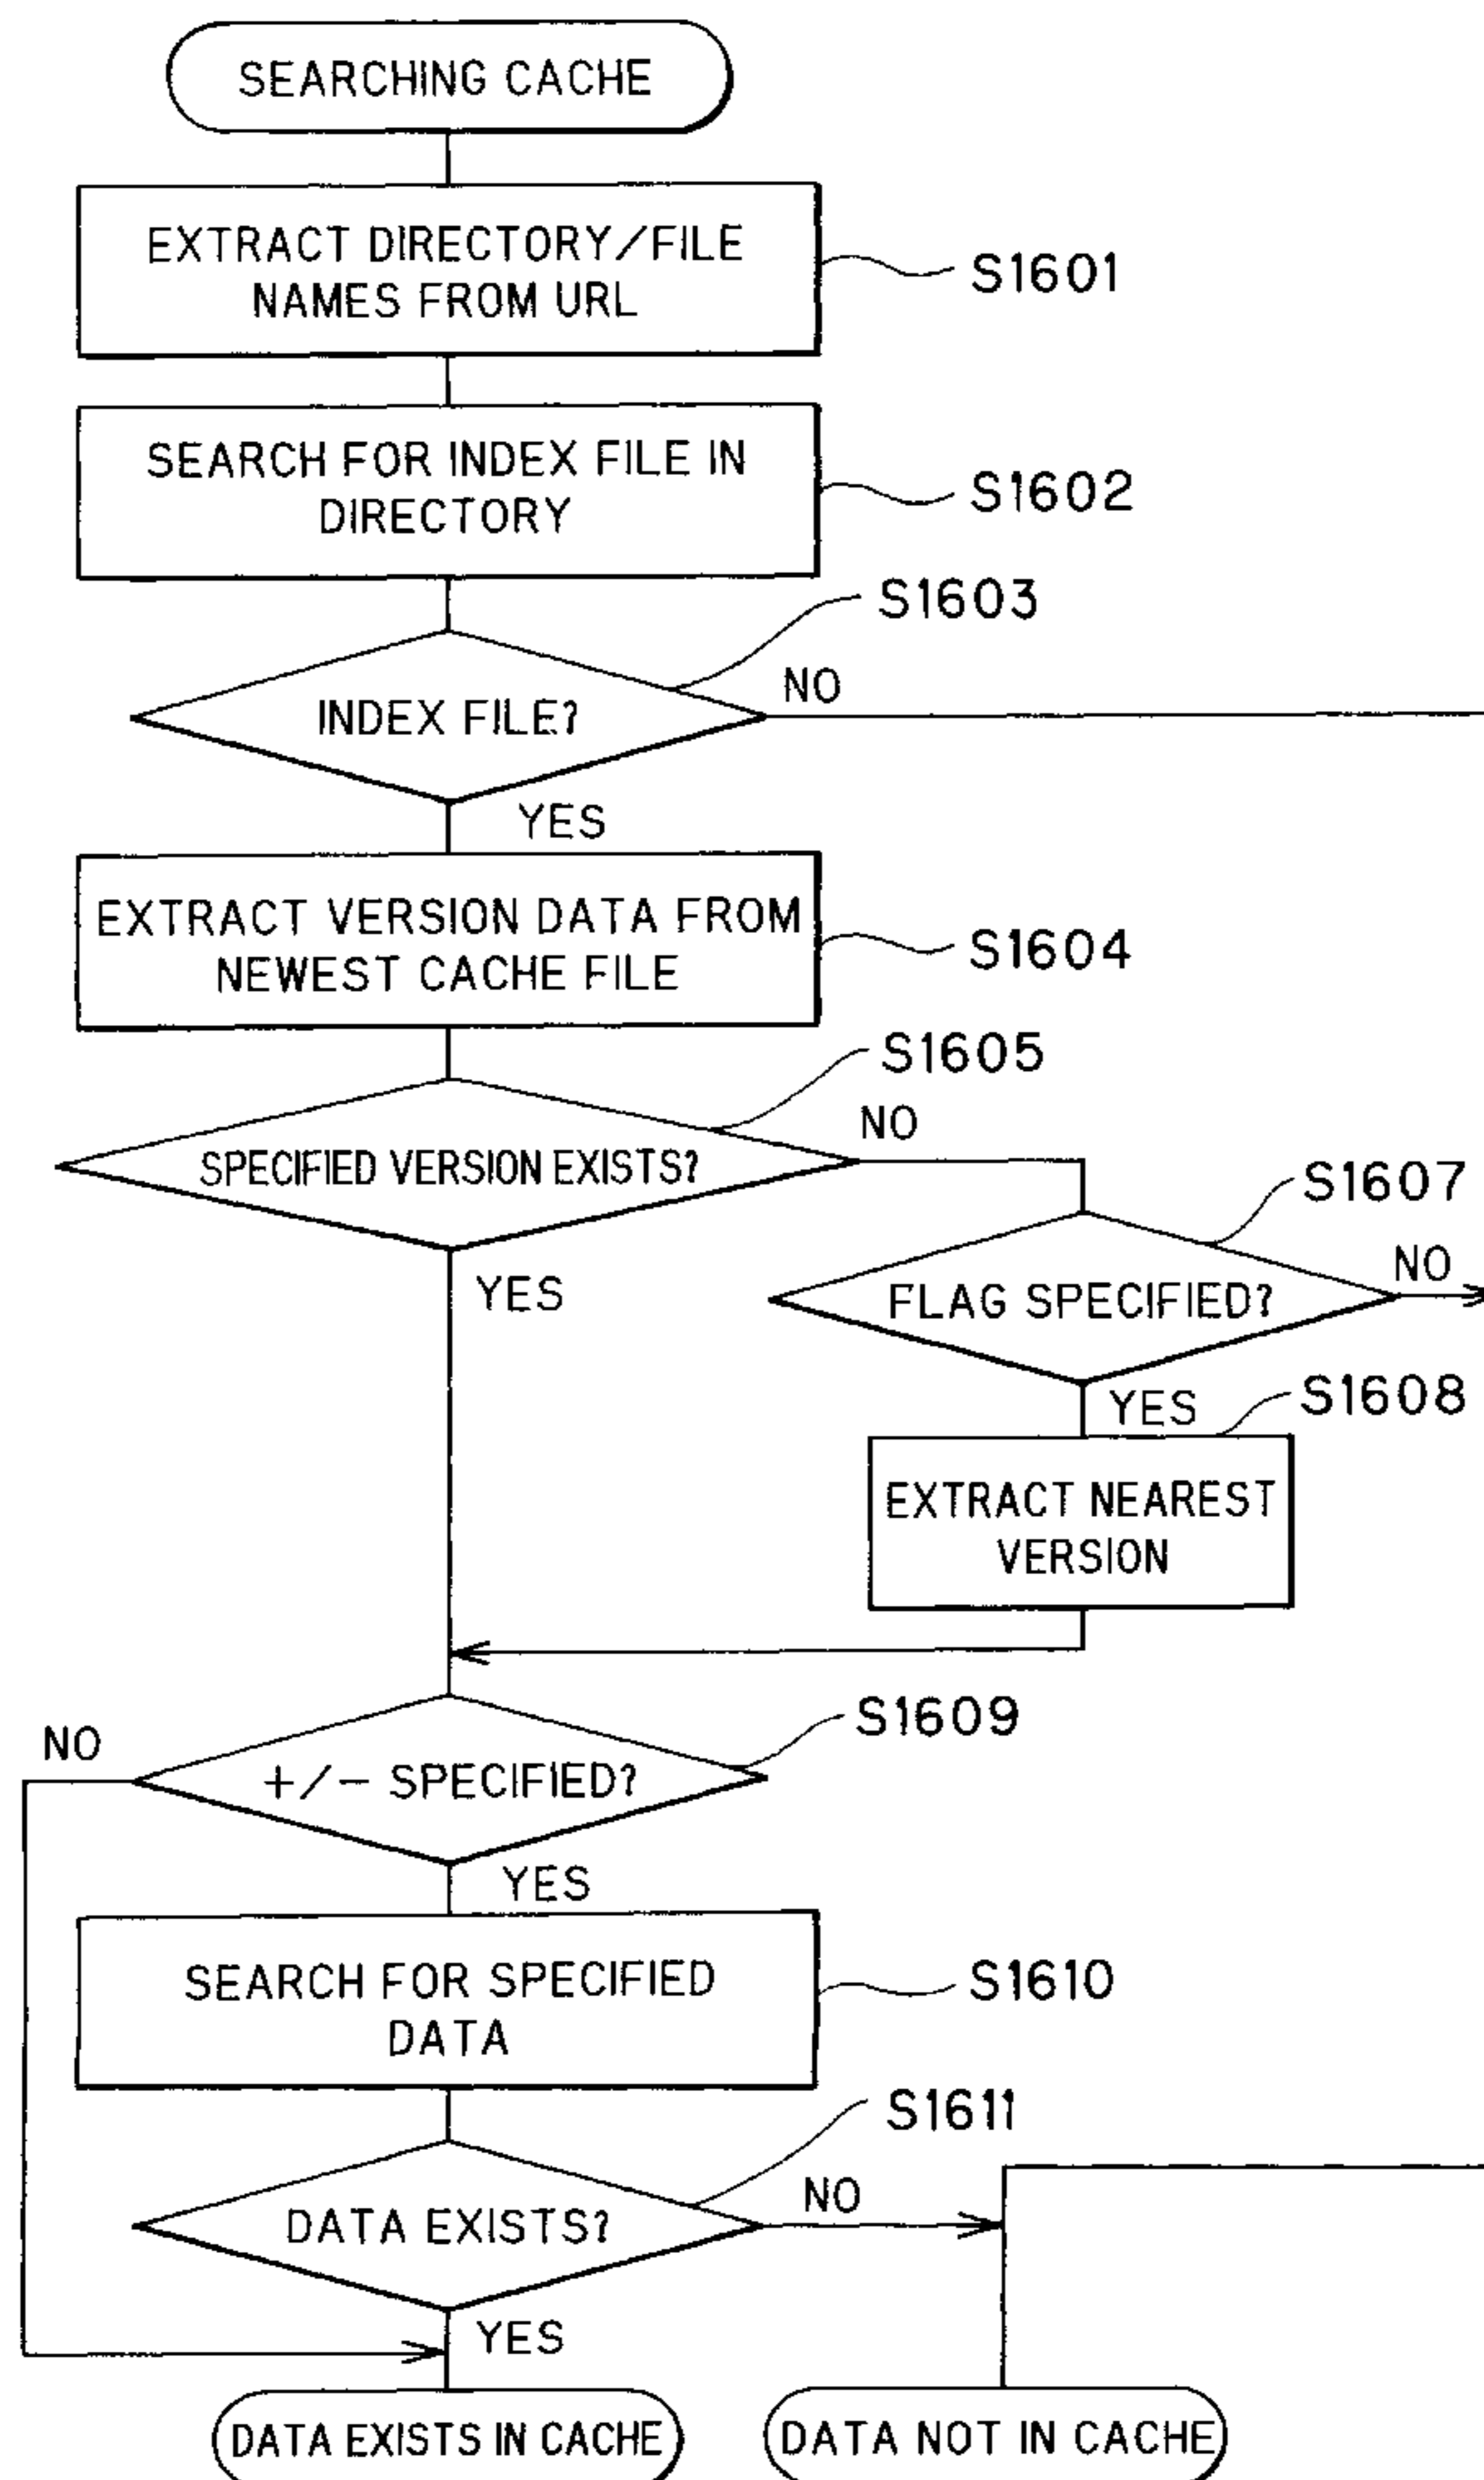 SEARCHING CACHE
EXTRACT DIRECTORY/FILE
NAMES FROM URL
S1601
SEARCH FOR INDEX FILE IN
DIRECTORY
S1602
S1603
INDEX FILE?
NO
YES
EXTRACT VERSION DATA FROM
NEWEST CACHE FILE
S1604
S1605
SPECIFIED VERSION EXISTS?
NO
YES
S1607
FLAG SPECIFIED?
NO
YES
S1608
EXTRACT NEAREST
VERSION
S1609
+/- SPECIFIED?
NO
YES
SEARCH FOR SPECIFIED
DATA
S1610
S1611
DATA EXISTS?
NO
YES
DATA EXISTS IN CACHE
DATA NOT IN CACHE